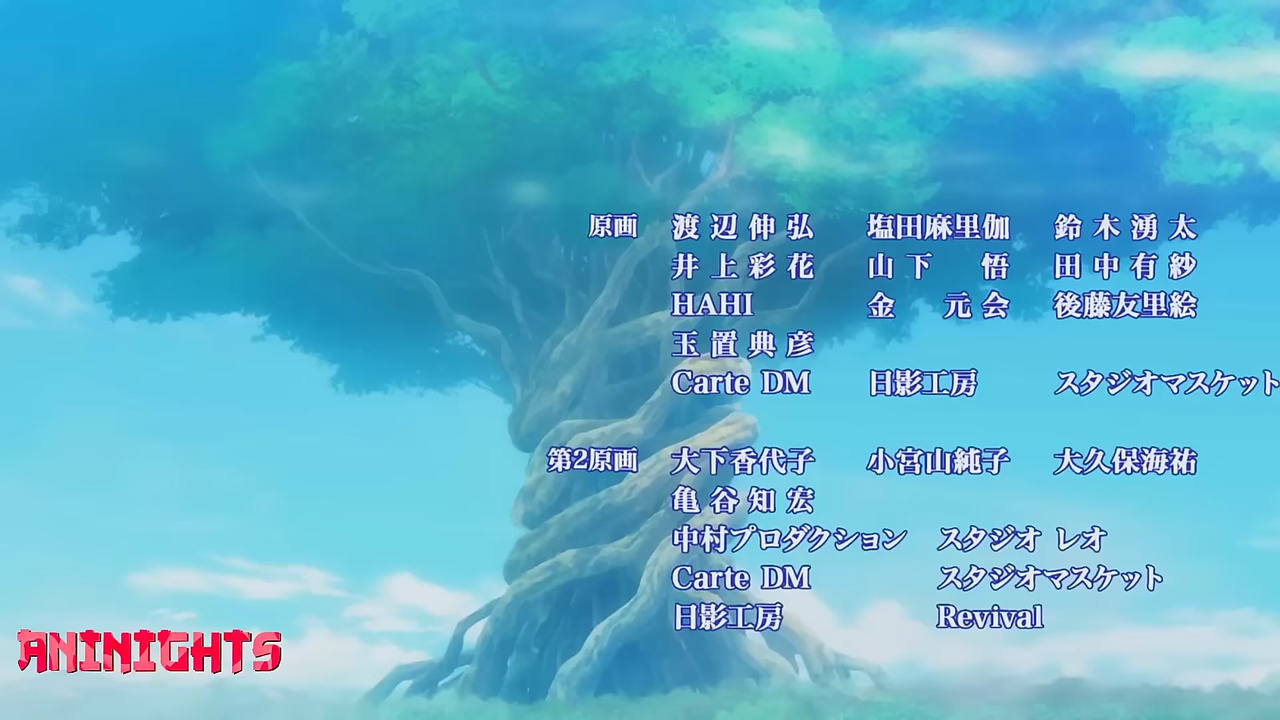 原画 渡辺伸弘 塩田麻里伽 鈴木湧太
井上彩花 山下 悟 田中有紗
HAHI 金 元会 後藤友里絵
玉置典彦
Carte DM 日影工房 スタジオマスケット
第2原画 大下香代子 小宮山純子 大久保海祐
亀谷知宏
中村プロダクション スタジオ レオ
Carte DM スタジオマスケット
日影工房 Revival
ANINIGHTS